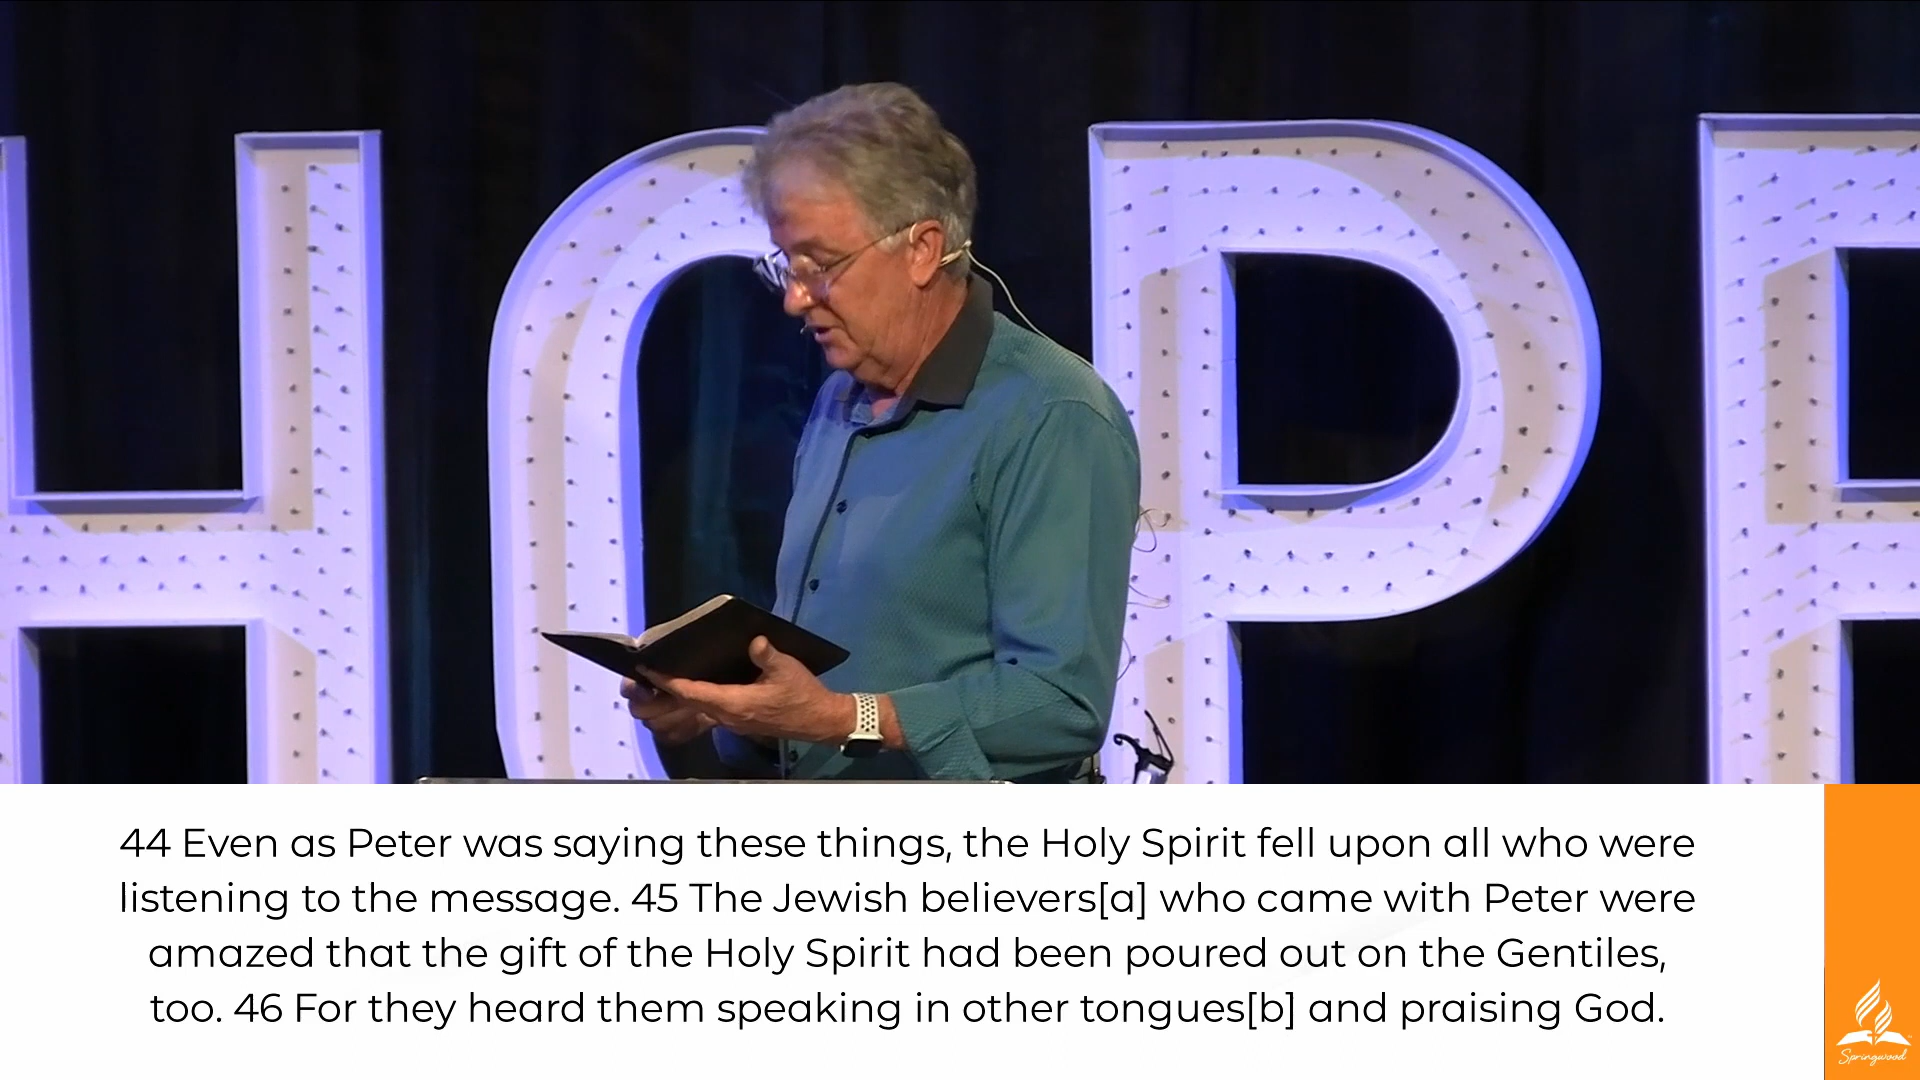 HOPE
44 Even as Peter was saying these things, the Holy Spirit fell upon all who were
listening to the message. 45 The Jewish believers[a] who came with Peter were
amazed that the gift of the Holy Spirit had been poured out on the Gentiles,
too. 46 For they heard them speaking in other tongues[b] and praising God.
Springwood